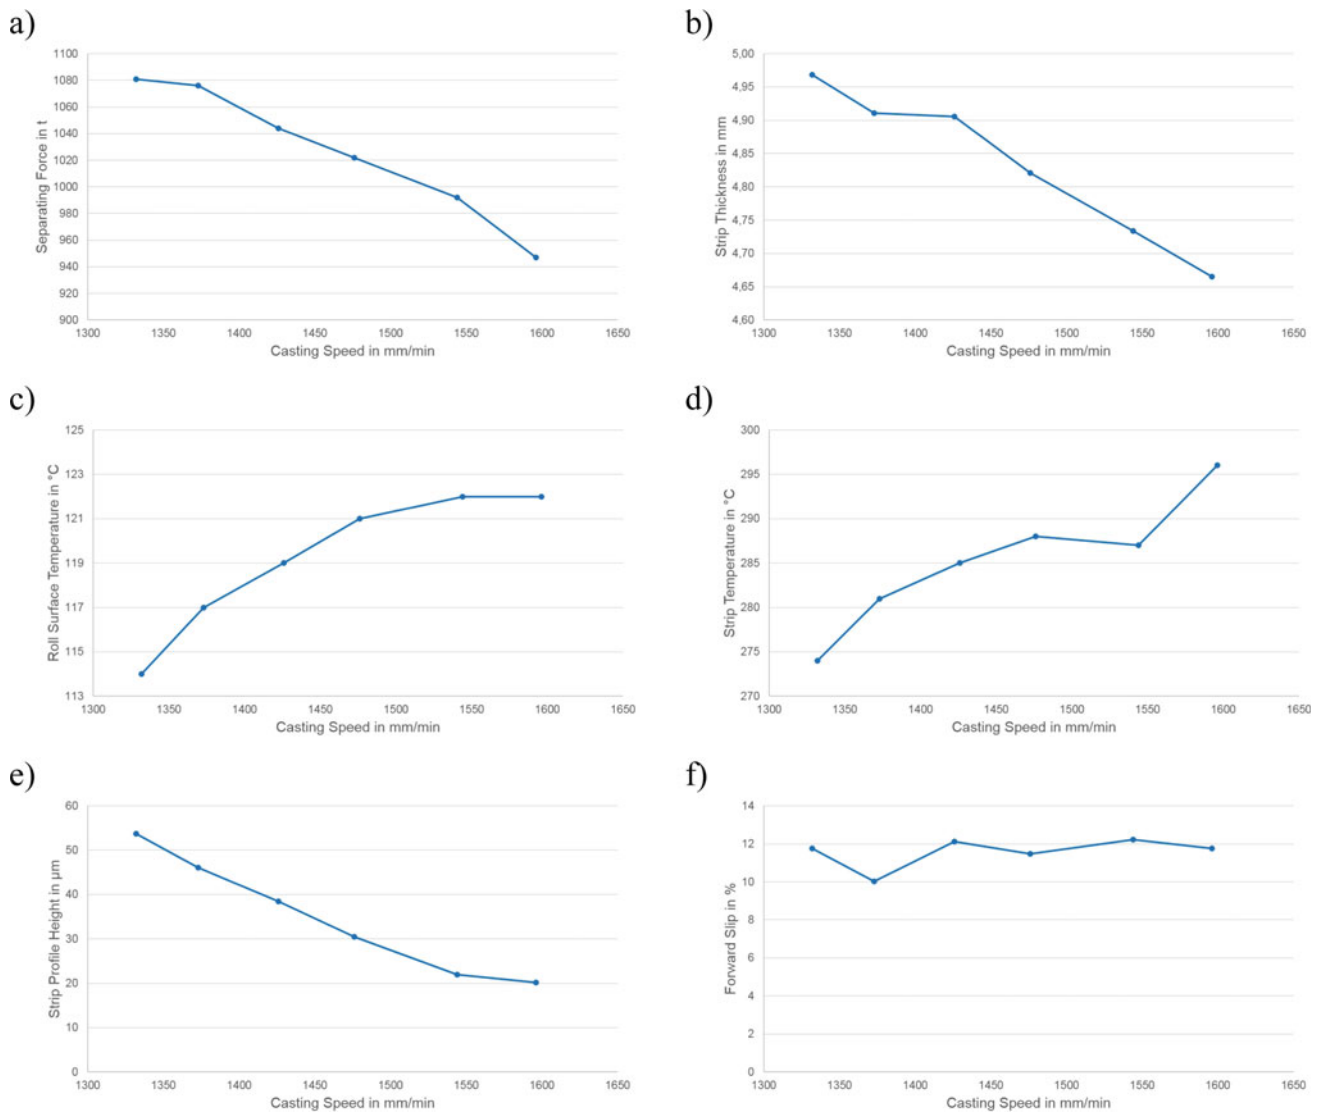 a)
1100
1080
1060
1040
1020
1000
980
960
940
920
900
Separating Force in t
1300 1350 1400 1450 1500 1550 1600 1650
Casting Speed in mm/min
b)
5,00
4,95
4,90
4,85
4,80
4,75
4,70
4,65
4,60
Strip Thickness in mm
1300 1350 1400 1450 1500 1550 1600 1650
Casting Speed in mm/min
c)
125
123
121
119
117
115
113
Roll Surface Temperature in °C
1300 1350 1400 1450 1500 1550 1600 1650
Casting Speed in mm/min
d)
300
295
290
285
280
275
270
Strip Temperature in °C
1300 1350 1400 1450 1500 1550 1600 1650
Casting Speed in mm/min
e)
60
50
40
30
20
10
0
Strip Profile Height in µm
1300 1350 1400 1450 1500 1550 1600 1650
Casting Speed in mm/min
f)
14
12
10
8
6
4
2
0
Forward Slip in %
1300 1350 1400 1450 1500 1550 1600 1650
Casting Speed in mm/min